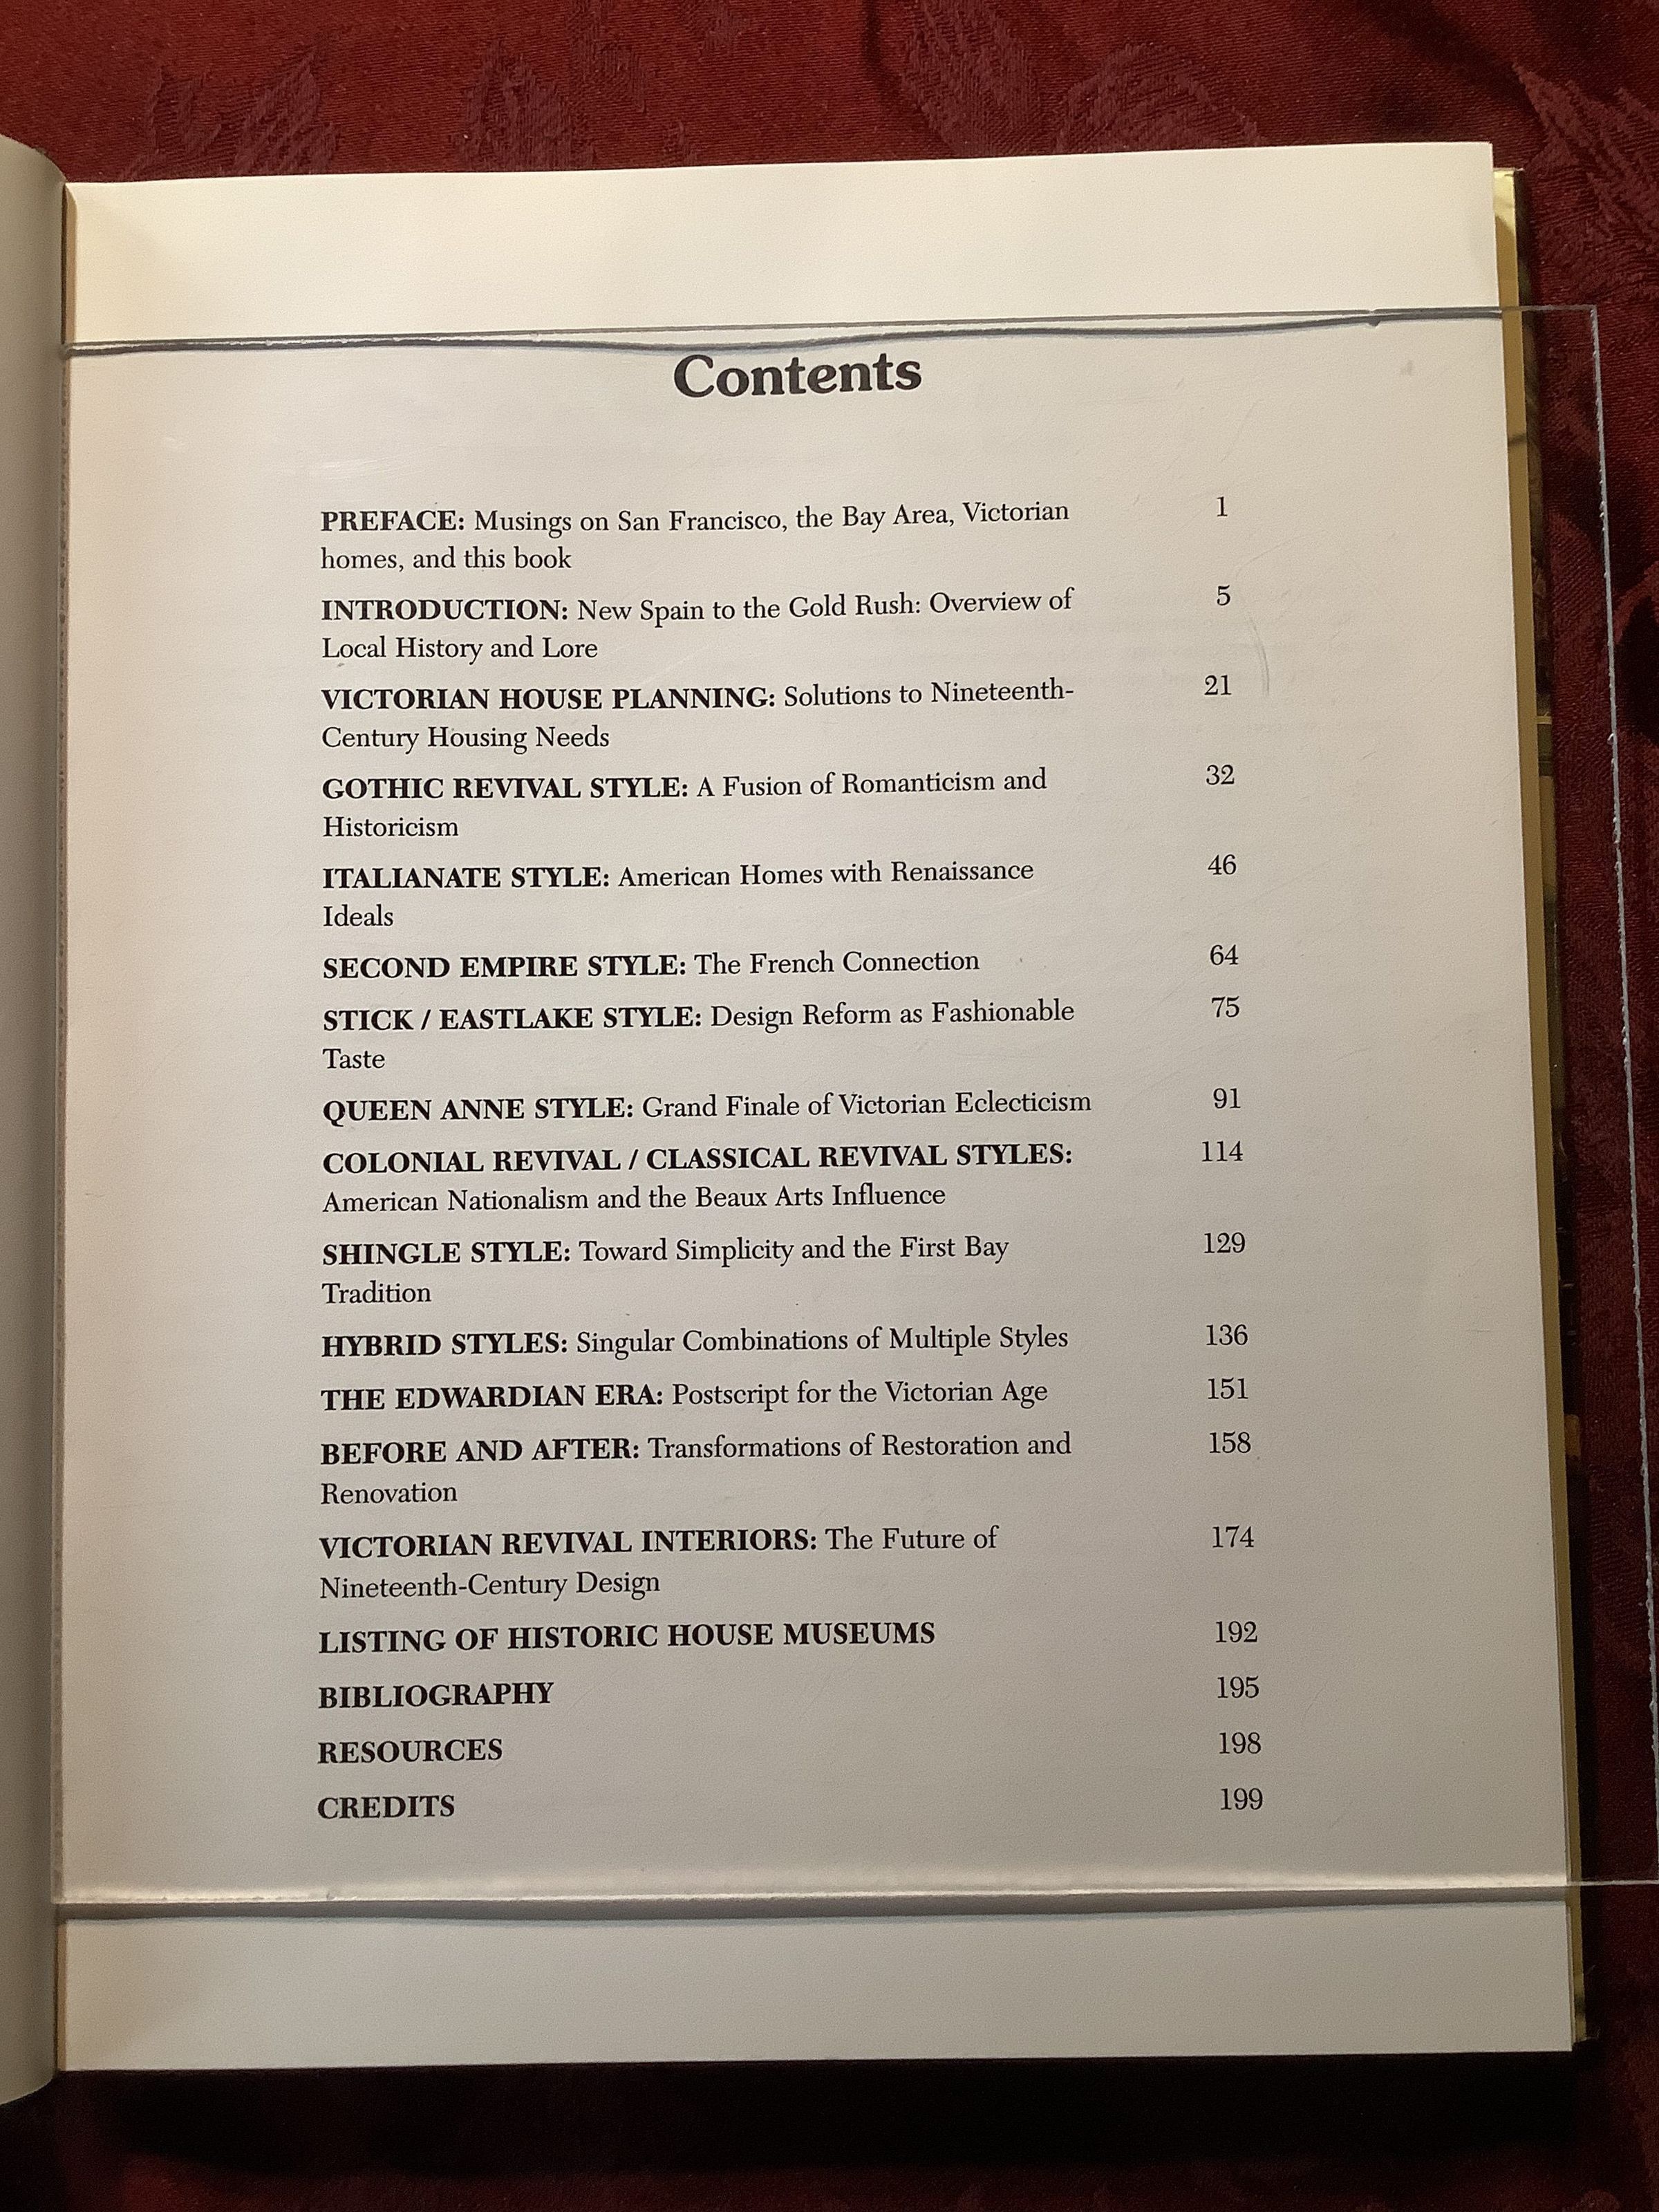 Contents
PREFACE: Musings on San Francisco, the Bay Area, Victorian 1
homes, and this book
INTRODUCTION: New Spain to the Gold Rush: Overview of 5
Local History and Lore
VICTORIAN HOUSE PLANNING: Solutions to Nineteenth- 21
Century Housing Needs
GOTHIC REVIVAL STYLE: A Fusion of Romanticism and 32
Historicism
ITALIANATE STYLE: American Homes with Renaissance 46
Ideals
SECOND EMPIRE STYLE: The French Connection 64
STICK / EASTLAKE STYLE: Design Reform as Fashionable 75
Taste
QUEEN ANNE STYLE: Grand Finale of Victorian Eclecticism 91
COLONIAL REVIVAL / CLASSICAL REVIVAL STYLES: 114
American Nationalism and the Beaux Arts Influence
SHINGLE STYLE: Toward Simplicity and the First Bay 129
Tradition
HYBRID STYLES: Singular Combinations of Multiple Styles 136
THE EDWARDIAN ERA: Postscript for the Victorian Age 151
BEFORE AND AFTER: Transformations of Restoration and 158
Renovation
VICTORIAN REVIVAL INTERIORS: The Future of 174
Nineteenth-Century Design
LISTING OF HISTORIC HOUSE MUSEUMS 192
BIBLIOGRAPHY 195
RESOURCES 198
CREDITS 199